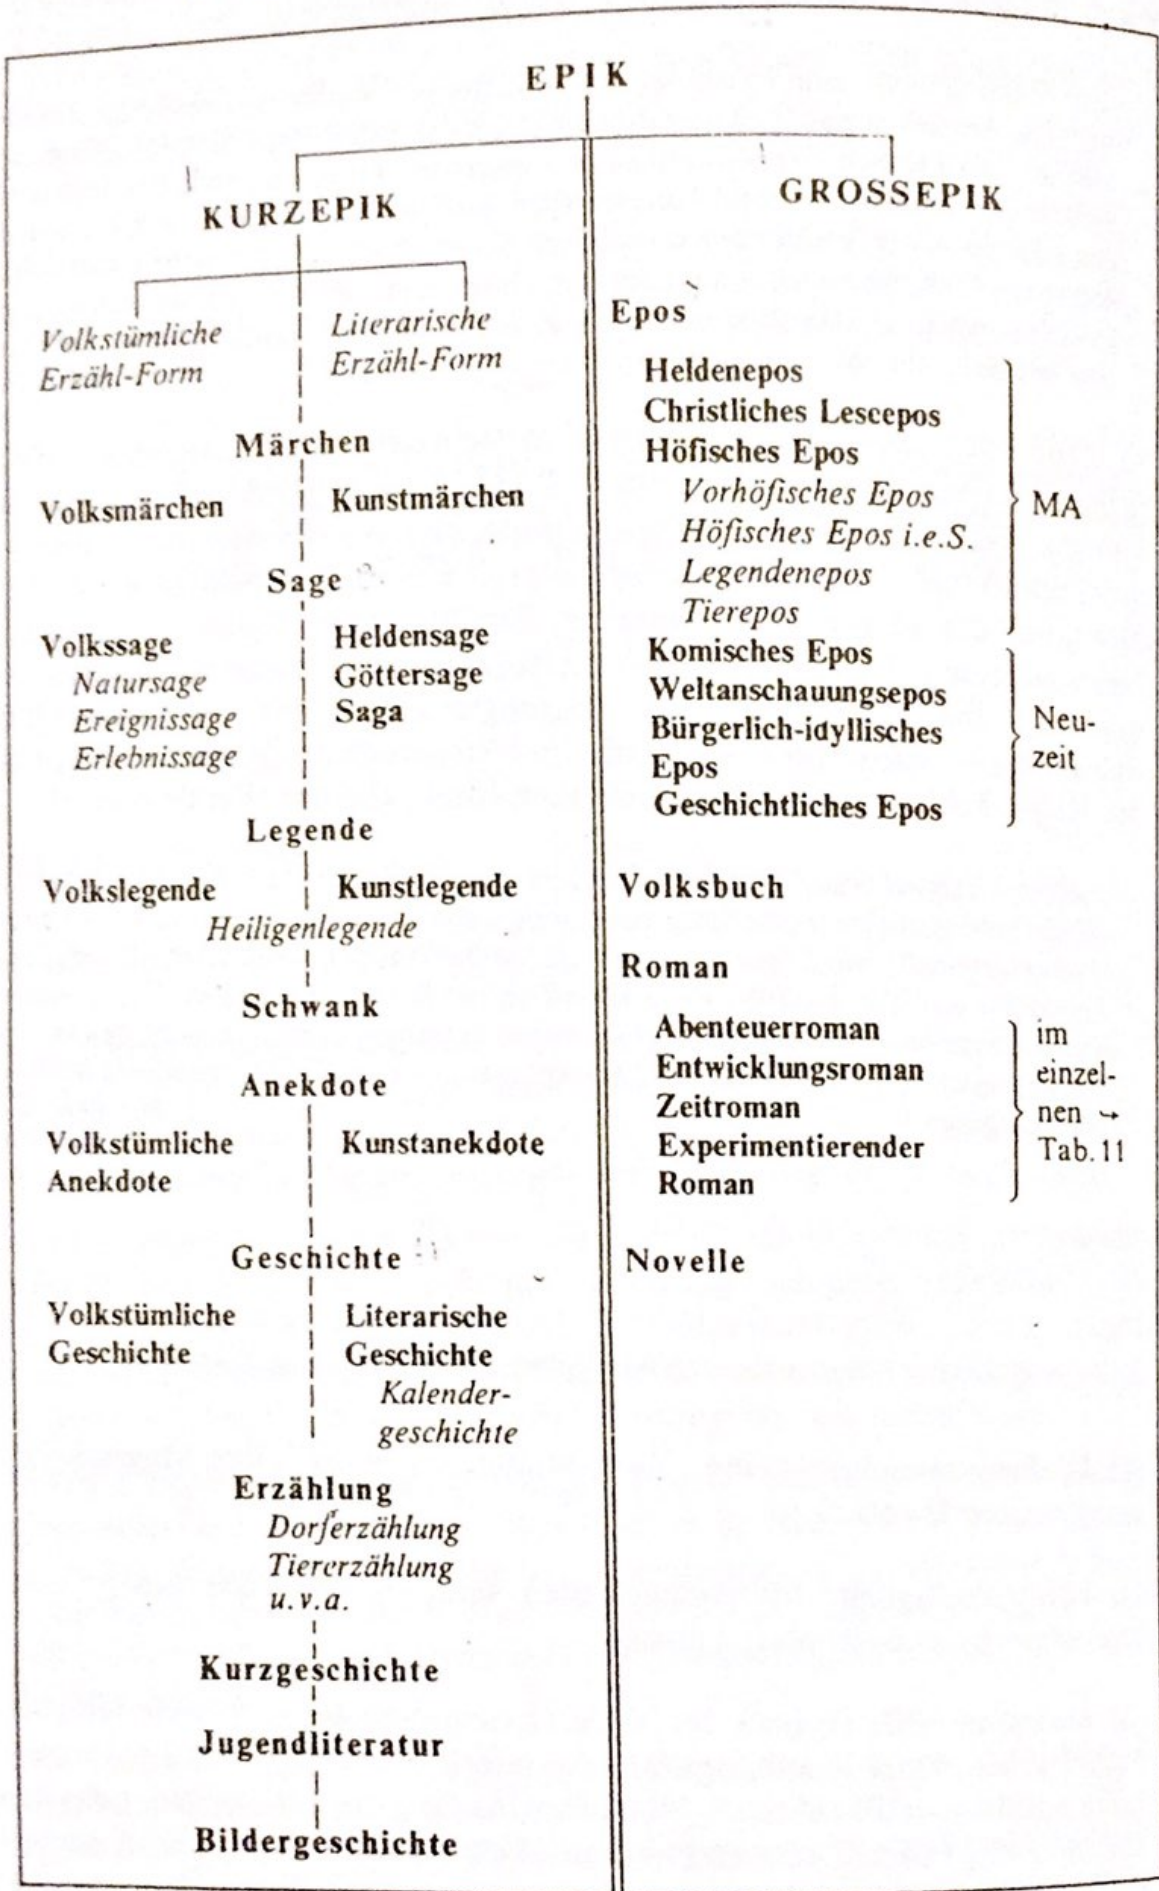 EPIK
KURZEPIK
Volkstümliche
Erzähl-Form
Literarische
Erzähl-Form
Märchen
Volksmärchen
Kunstmärchen
Sage
Volkssage
Natursage
Ereignissage
Erlebnissage
Heldensage
Göttersage
Saga
Legende
Volkslegende
Kunstlegende
Heiligenlegende
Schwank
Anekdote
Volkstümliche
Anekdote
Kunstanekdote
Geschichte
Volkstümliche
Geschichte
Literarische
Geschichte
Kalender-
geschichte
Erzählung
Dorferzählung
Tiererzählung
u.v.a.
Kurzgeschichte
Jugendliteratur
Bildergeschichte
GROSSEPIK
Epos
Heldenepos
Christliches Leseepos
Höfisches Epos
Vorhöfisches Epos
Höfisches Epos i.e.S.
Legendenepos
Tierepos
MA
Komisches Epos
Weltanschauungsepos
Bürgerlich-idyllisches
Epos
Geschichtliches Epos
Neu-
zeit
Volksbuch
Roman
Abenteuerroman
Entwicklungsroman
Zeitroman
Experimentierender
Roman
im
einzel-
nen →
Tab. 11
Novelle